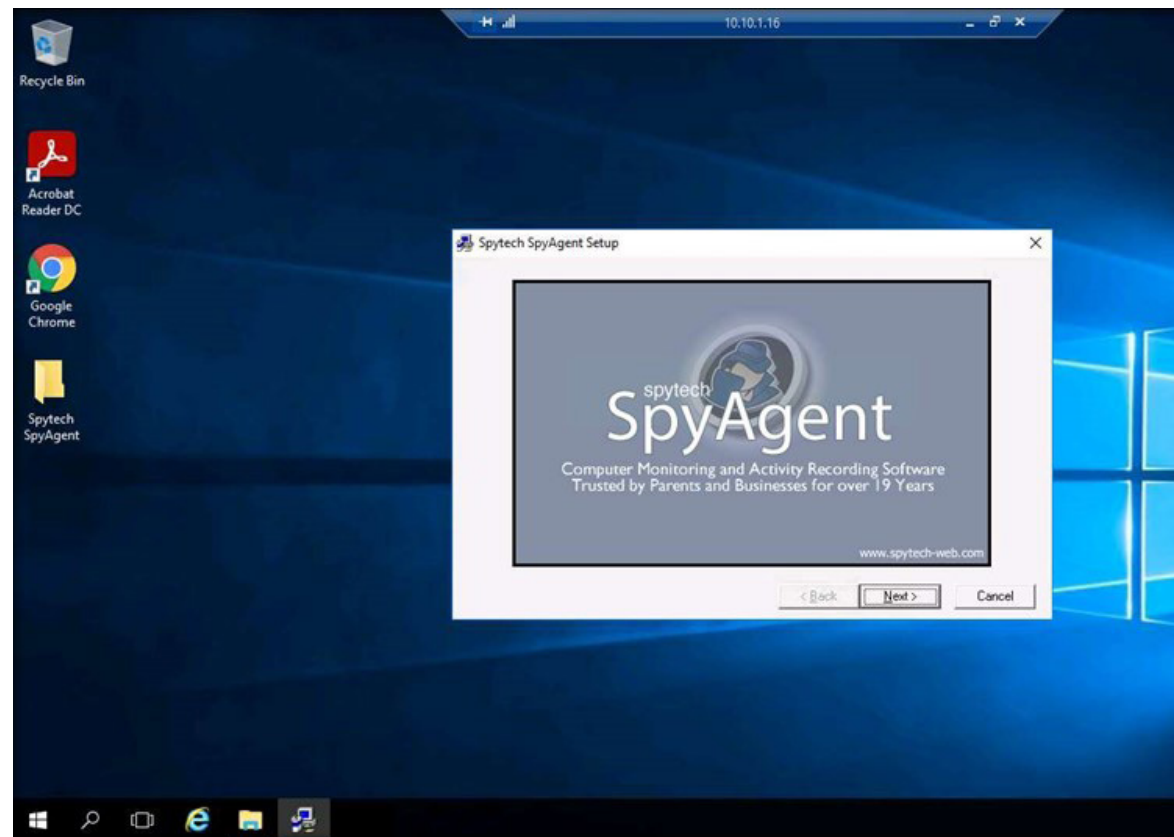 10.10.1.16
Recycle Bin
Acrobat
Reader DC
Google
Chrome
Spytech
SpyAgent
Spytech SpyAgent Setup
spytech
SpyAgent
Computer Monitoring and Activity Recording Software
Trusted by Parents and Businesses for over 19 Years
www.spytech-web.com
< Back
Next >
Cancel